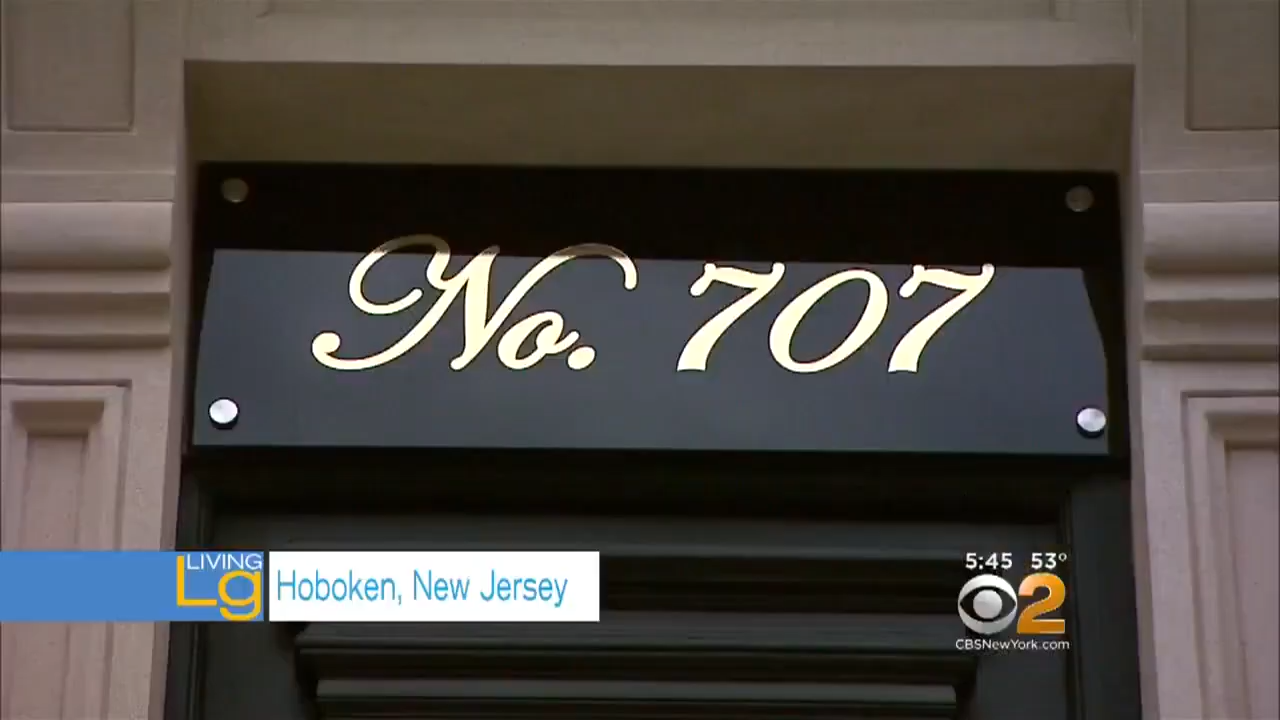 No. 707
LIVING
Lg
Hoboken, New Jersey
5:45 53°
2
CBSNewYork.com